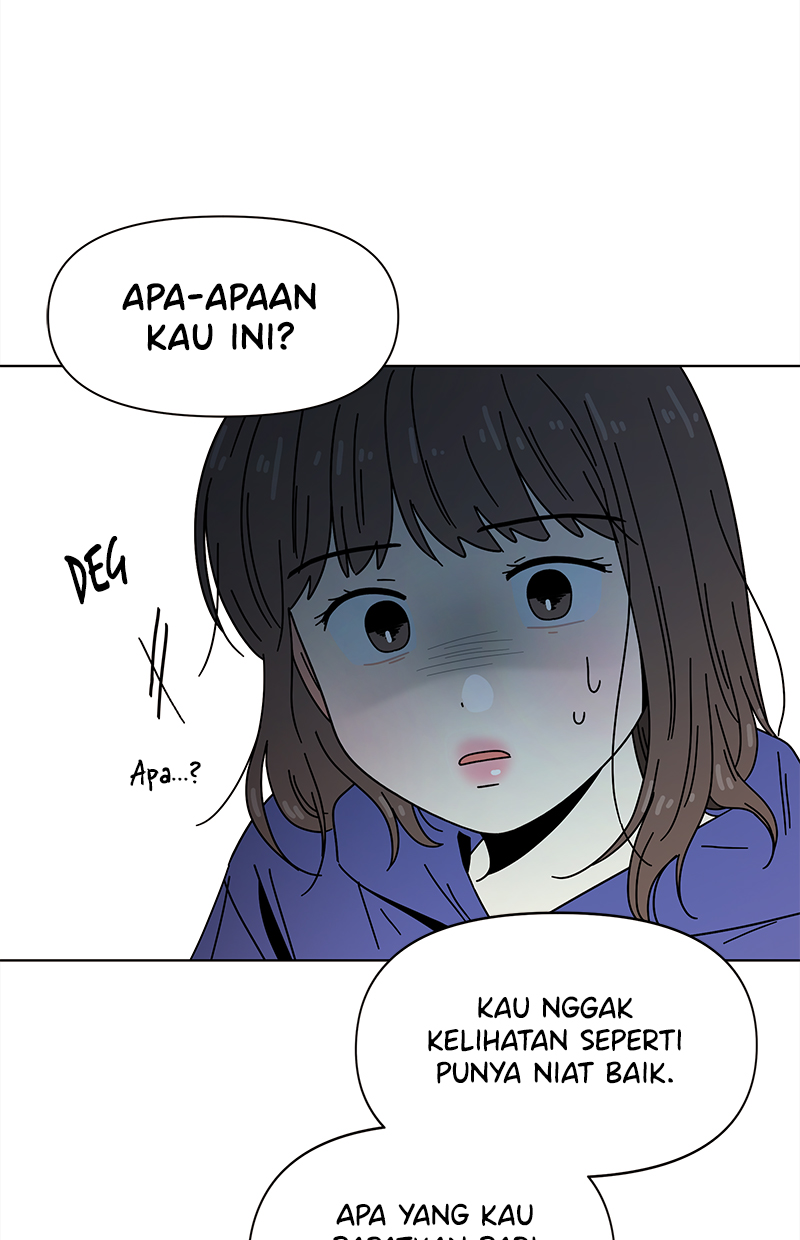 APA-APAAN
KAU INI?
DEG
Apa...?
KAU NGGAK
KELIHATAN SEPERTI
PUNYA NIAT BAIK.
APA YANG KAU